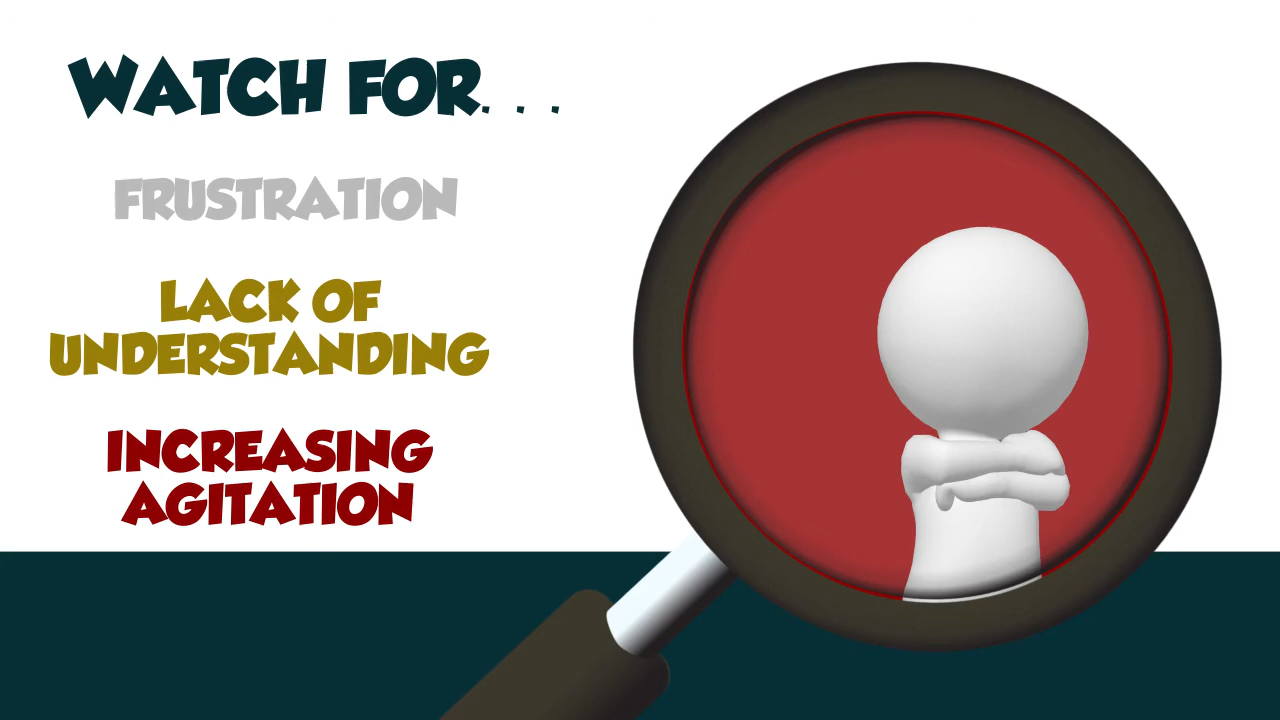 WATCH FOR. . .
FRUSTRATION
LACK OF
UNDERSTANDING
INCREASING
AGITATION